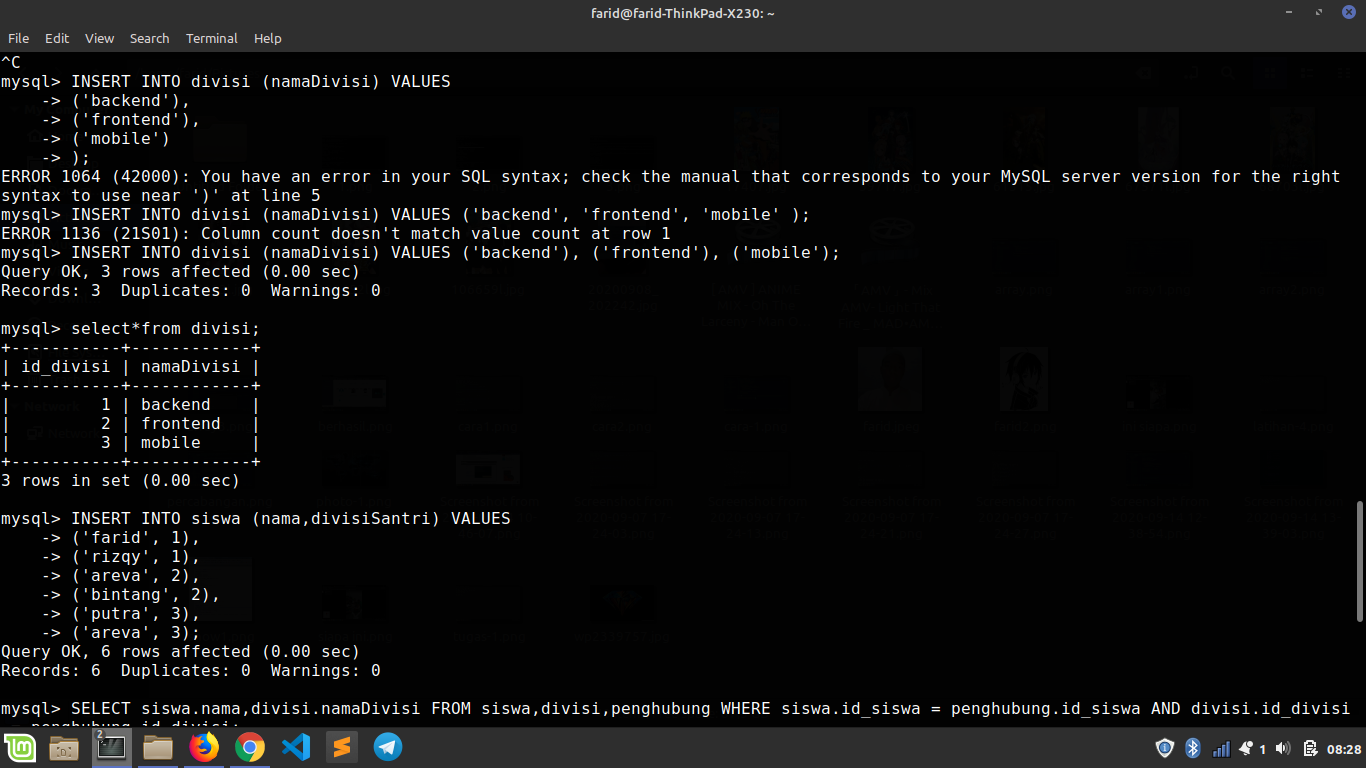 farid@farid-ThinkPad-X230: ~
File Edit View Search Terminal Help
^C
mysql> INSERT INTO divisi (namaDivisi) VALUES
    -> ('backend'),
    -> ('frontend'),
    -> ('mobile')
    -> );
ERROR 1064 (42000): You have an error in your SQL syntax; check the manual that corresponds to your MySQL server version for the right
syntax to use near ')' at line 5
mysql> INSERT INTO divisi (namaDivisi) VALUES ('backend', 'frontend', 'mobile' );
ERROR 1136 (21S01): Column count doesn't match value count at row 1
mysql> INSERT INTO divisi (namaDivisi) VALUES ('backend'), ('frontend'), ('mobile');
Query OK, 3 rows affected (0.00 sec)
Records: 3  Duplicates: 0  Warnings: 0
mysql> select*from divisi;
+-----------+------------+
| id_divisi | namaDivisi |
+-----------+------------+
|         1 | backend    |
|         2 | frontend   |
|         3 | mobile     |
+-----------+------------+
3 rows in set (0.00 sec)
mysql> INSERT INTO siswa (nama,divisiSantri) VALUES
    -> ('farid', 1),
    -> ('rizqy', 1),
    -> ('areva', 2),
    -> ('bintang', 2),
    -> ('putra', 3),
    -> ('areva', 3);
Query OK, 6 rows affected (0.00 sec)
Records: 6  Duplicates: 0  Warnings: 0
mysql> SELECT siswa.nama,divisi.namaDivisi FROM siswa,divisi,penghubung WHERE siswa.id_siswa = penghubung.id_siswa AND divisi.id_divisi
penghubung.id_divisi;
2
1 08:28